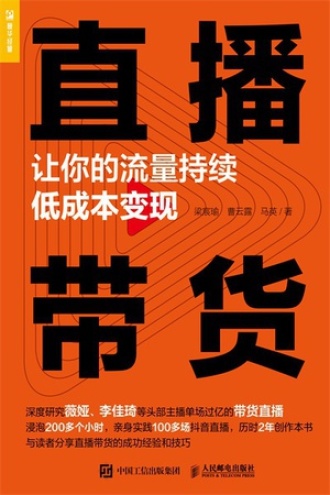 直播
让你的流量持续
低成本变现
梁宸瑜 曹云露 马英/著
带货
深度研究薇娅、李佳琦等头部主播单场过亿的带货直播
浸泡200多个小时，亲身实践100多场抖音直播，历时2年创作本书
与读者分享直播带货的成功经验和技巧
中国工信出版集团 人民邮电出版社